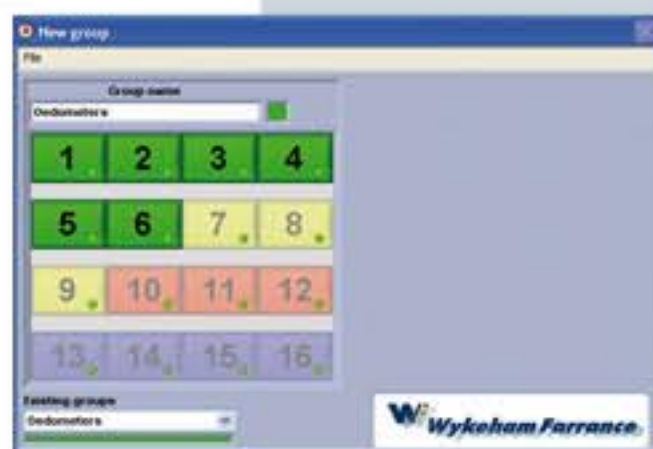 New group
File
Group name
Oedometers
1 2 3 4
5 6 7 8
9 10 11 12
13 14 15 16
Existing groups
Oedometers
Wykeham Farrance